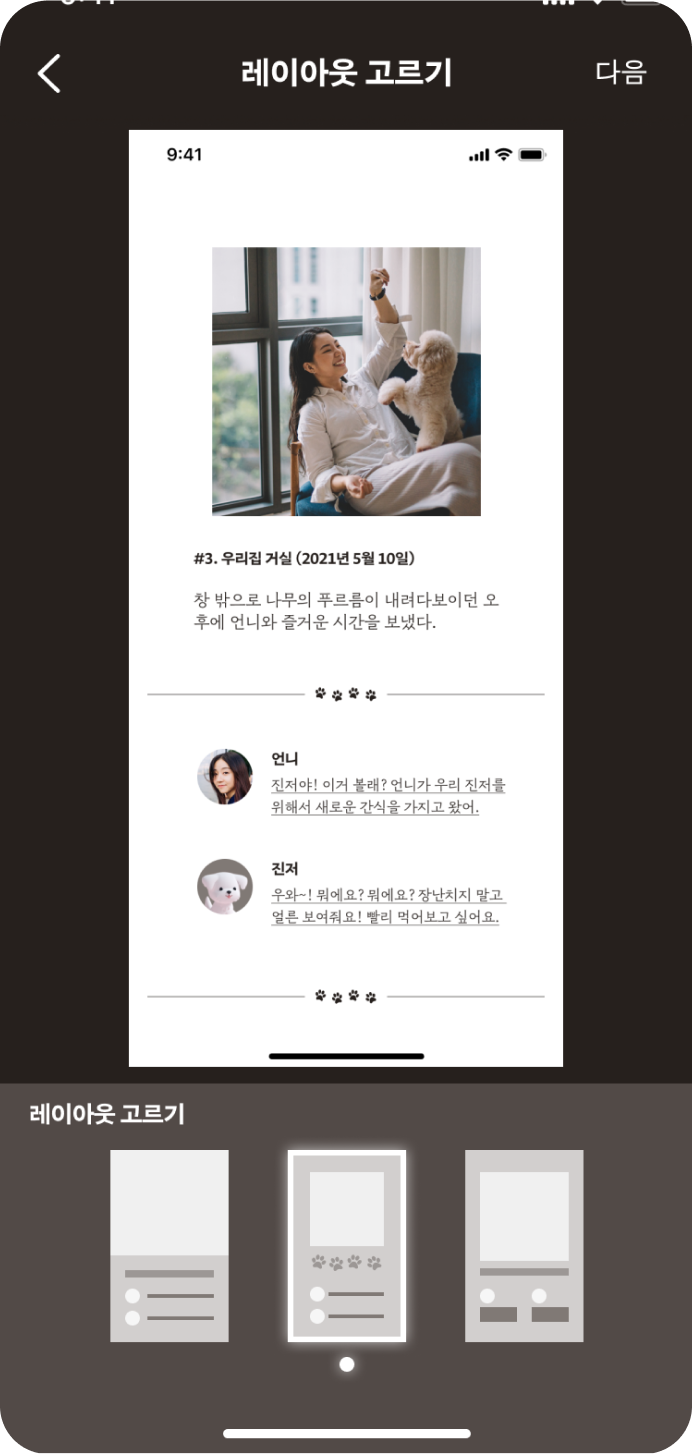 레이아웃 고르기
다음
9:41
#3. 우리집 거실 (2021년 5월 10일)
창 밖으로 나무의 푸르름이 내려다보이던 오
후에 언니와 즐거운 시간을 보냈다.
언니
진저야! 이거 볼래? 언니가 우리 진저를
위해서 새로운 간식을 가지고 왔어.
진저
우와~! 뭐에요? 뭐에요? 장난치지 말고
얼른 보여줘요! 빨리 먹어보고 싶어요.
레이아웃 고르기